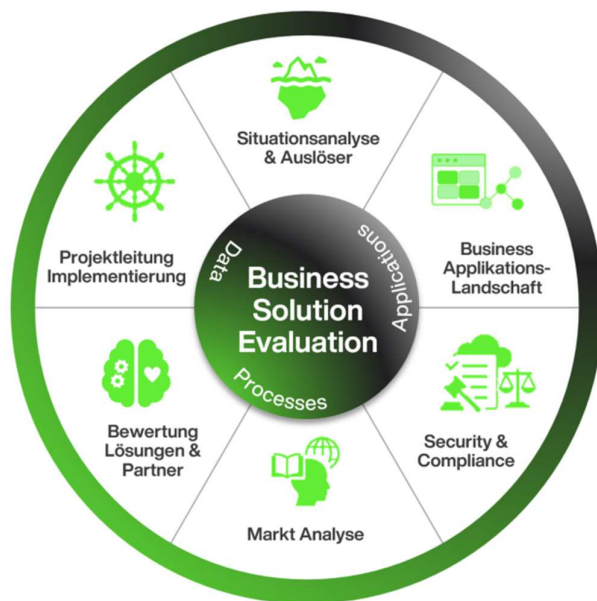 Situationsanalyse
& Auslöser
Business
Applikations-
Landschaft
Security &
Compliance
Markt Analyse
Bewertung
Lösungen &
Partner
Projektleitung
Implementierung
Data
Applications
Processes
Business
Solution
Evaluation